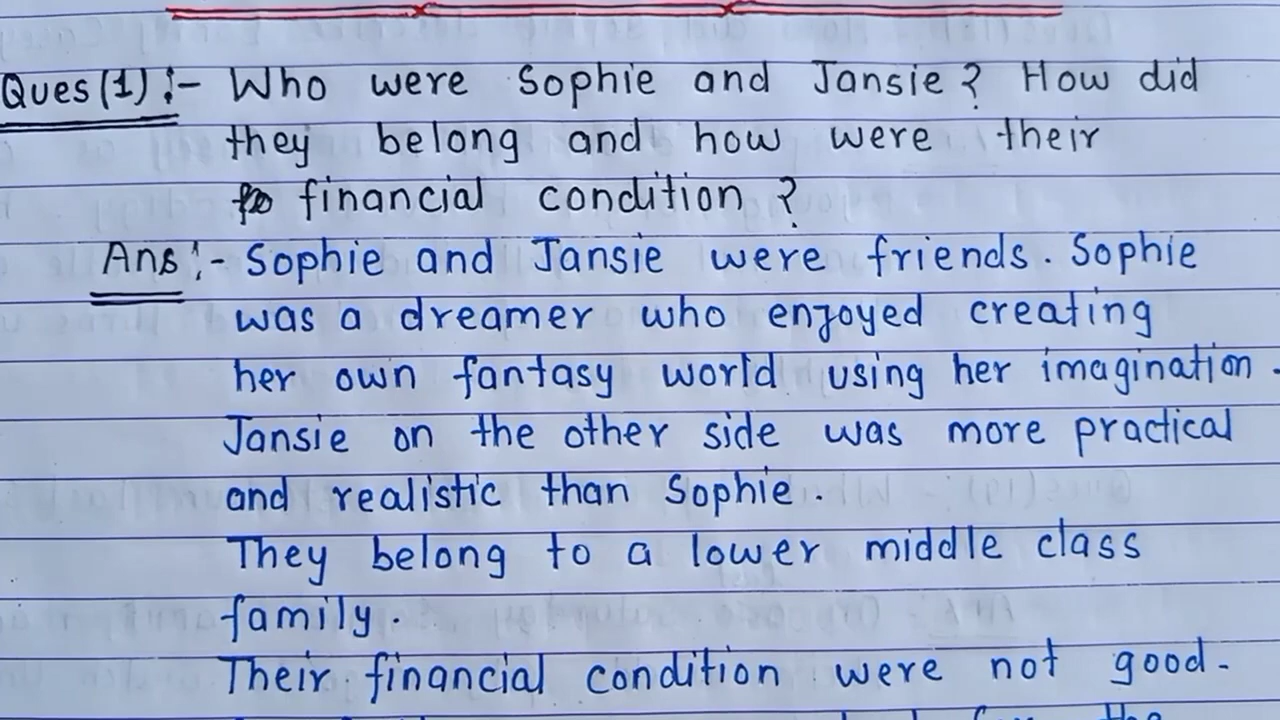 Ques (1) :- Who were Sophie and Jansie? How did
they belong and how were their
financial condition ?
Ans :- Sophie and Jansie were friends. Sophie
was a dreamer who enjoyed creating
her own fantasy world using her imagination.
Jansie on the other side was more practical
and realistic than Sophie.
They belong to a lower middle class
family.
Their financial condition were not good.
the